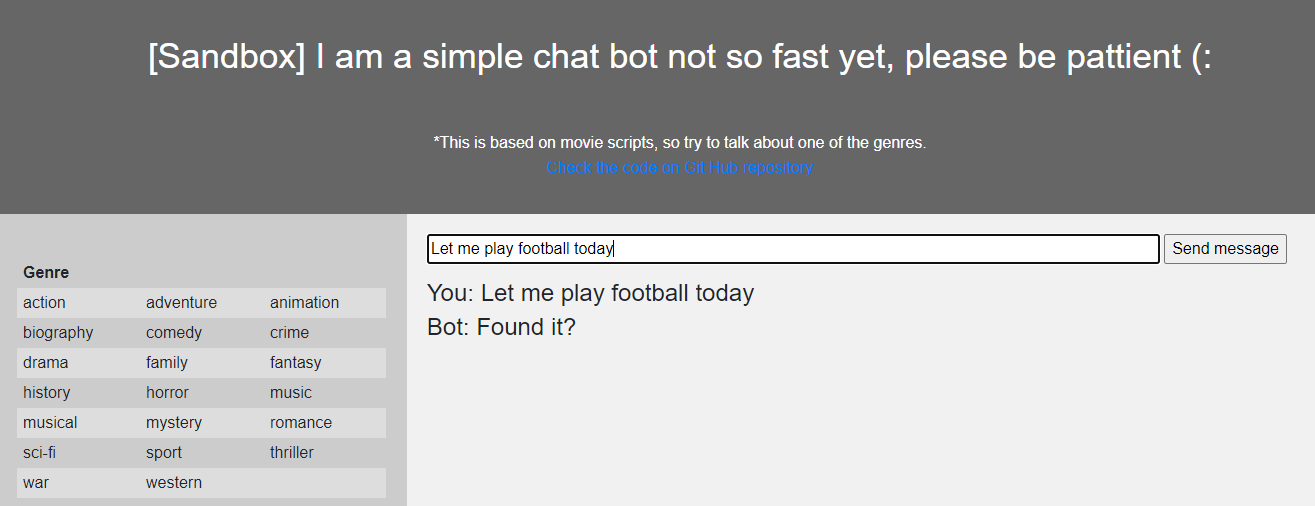 [Sandbox] I am a simple chat bot not so fast yet, please be pattient (:
*This is based on movie scripts, so try to talk about one of the genres.
Check the code on Git Hub repository
Genre
action adventure animation
biography comedy crime
drama family fantasy
history horror music
musical mystery romance
sci-fi sport thriller
war western
Let me play football today Send message
You: Let me play football today
Bot: Found it?